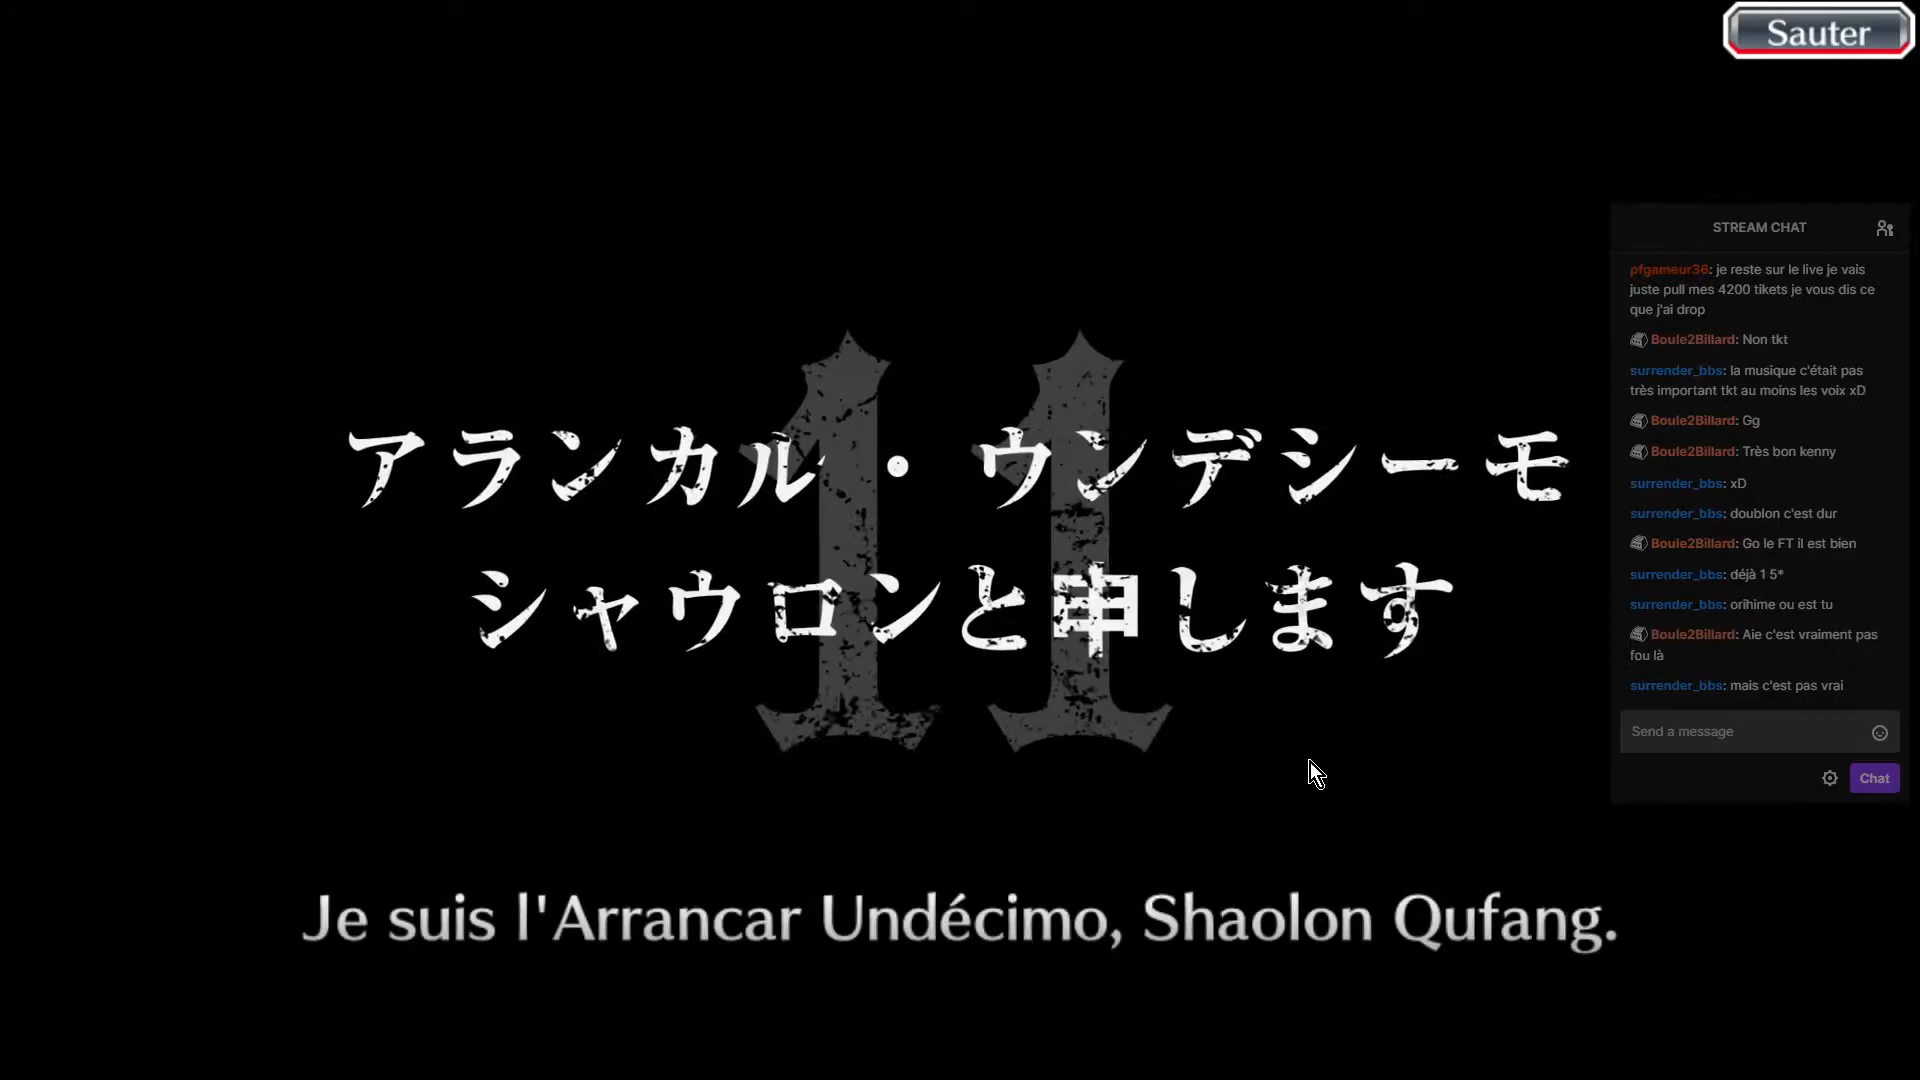 Sauter
STREAM CHAT
pfgameur36: je reste sur le live je vais
juste pull mes 4200 tikets je vous dis ce
que j'ai drop
Boule2Billard: Non tkt
surrender_bbs: la musique c'était pas
très important tkt au moins les voix xD
Boule2Billard: Gg
Boule2Billard: Très bon kenny
surrender_bbs: xD
surrender_bbs: doublon c'est dur
Boule2Billard: Go le FT il est bien
surrender_bbs: déjà 1 5*
surrender_bbs: orihime ou est tu
Boule2Billard: Aie c'est vraiment pas
fou là
surrender_bbs: mais c'est pas vrai
Send a message
Chat
11
アランカル・ウンデシーモ
シャウロンと申します
Je suis l'Arrancar Undécimo, Shaolon Qufang.